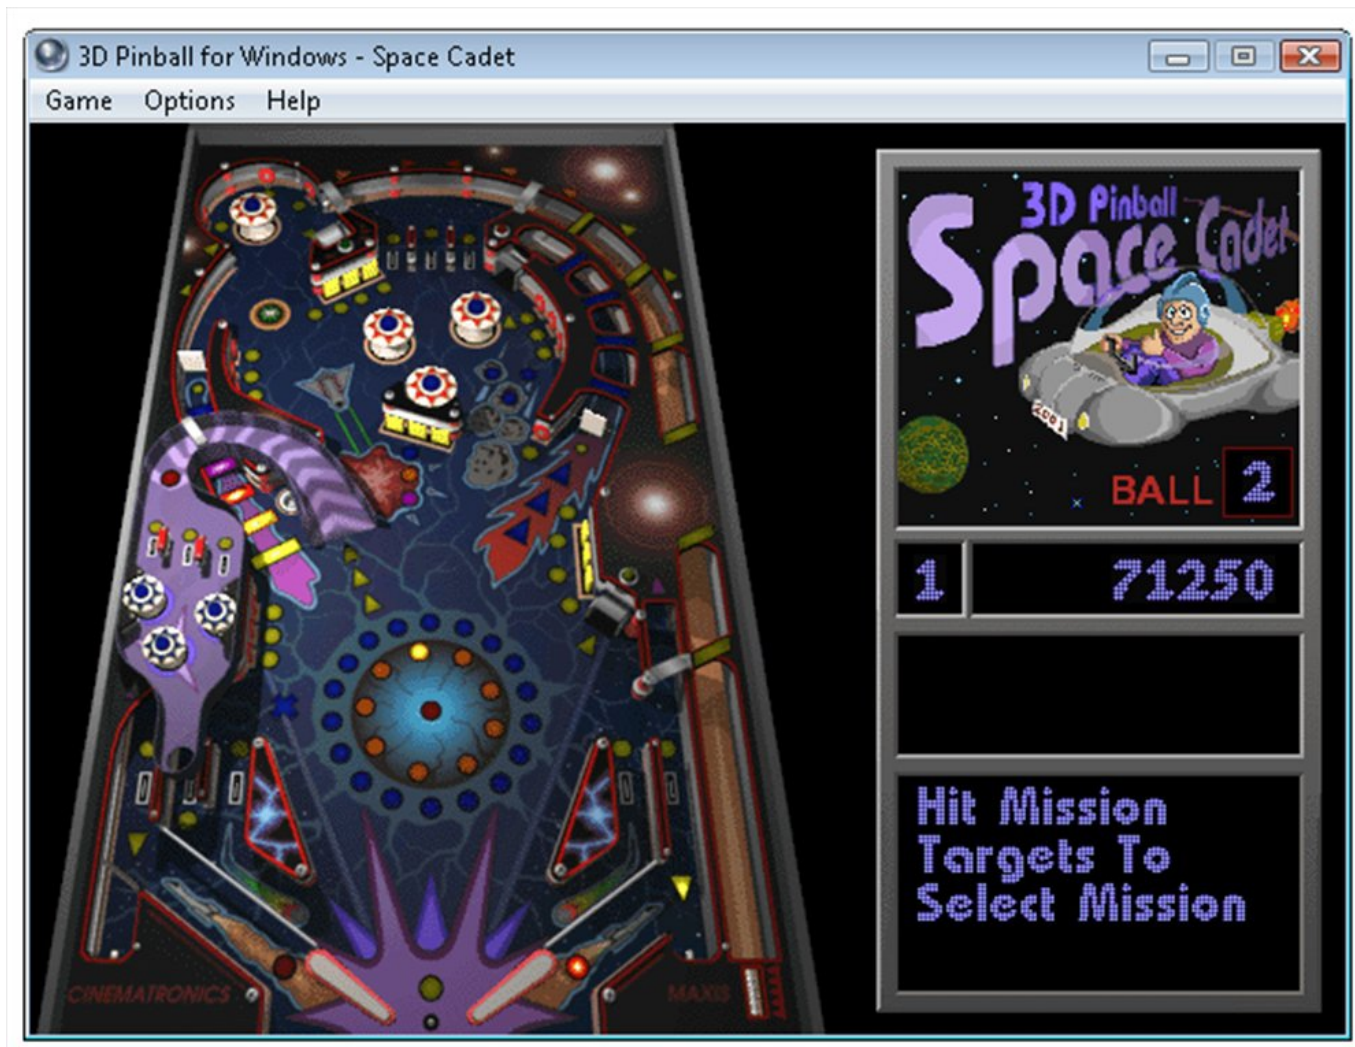 3D Pinball for Windows - Space Cadet
Game Options Help
3D Pinball
Space Cadet
2001
BALL 2
1 71250
Hit Mission
Targets To
Select Mission
CINEMATRONICS
MAXIS